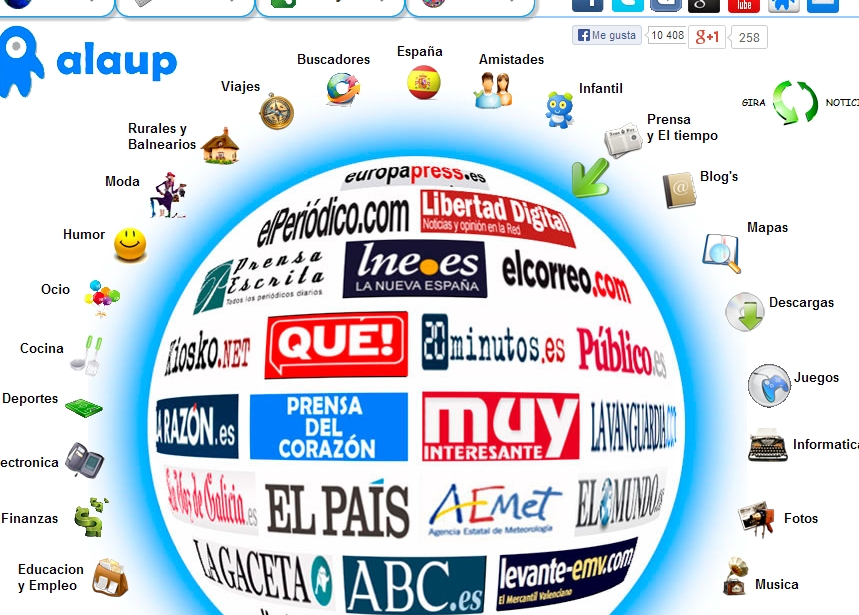 Me gusta
10 408
g+1
258
alaup
Buscadores
España
Amistades
Viajes
Infantil
GIRA
NOTICI
Prensa
y El tiempo
Rurales y
Balnearios
Moda
Blog's
Humor
Mapas
Ocio
Descargas
Cocina
Juegos
Deportes
Informatica
ectronica
Finanzas
Fotos
Educacion
y Empleo
Musica
europapress.es
elPeriódico.com
Libertad Digital
Noticias y opinión en la Red
Prensa
Escrita
Todos los periódicos diarios
lne.es
LA NUEVA ESPAÑA
elcorreo.com
Kiosko.NET
QUÉ!
20minutos.es
Público.es
LA RAZÓN.es
PRENSA
DEL
CORAZÓN
muy
INTERESANTE
LAVANGUARDIA.COM
La Voz de Galicia.es
EL PAÍS
AEMet
Agencia Estatal de Meteorología
EL MUNDO.es
LA GACETA
ABC.es
levante-emv.com
El Mercantil Valenciano